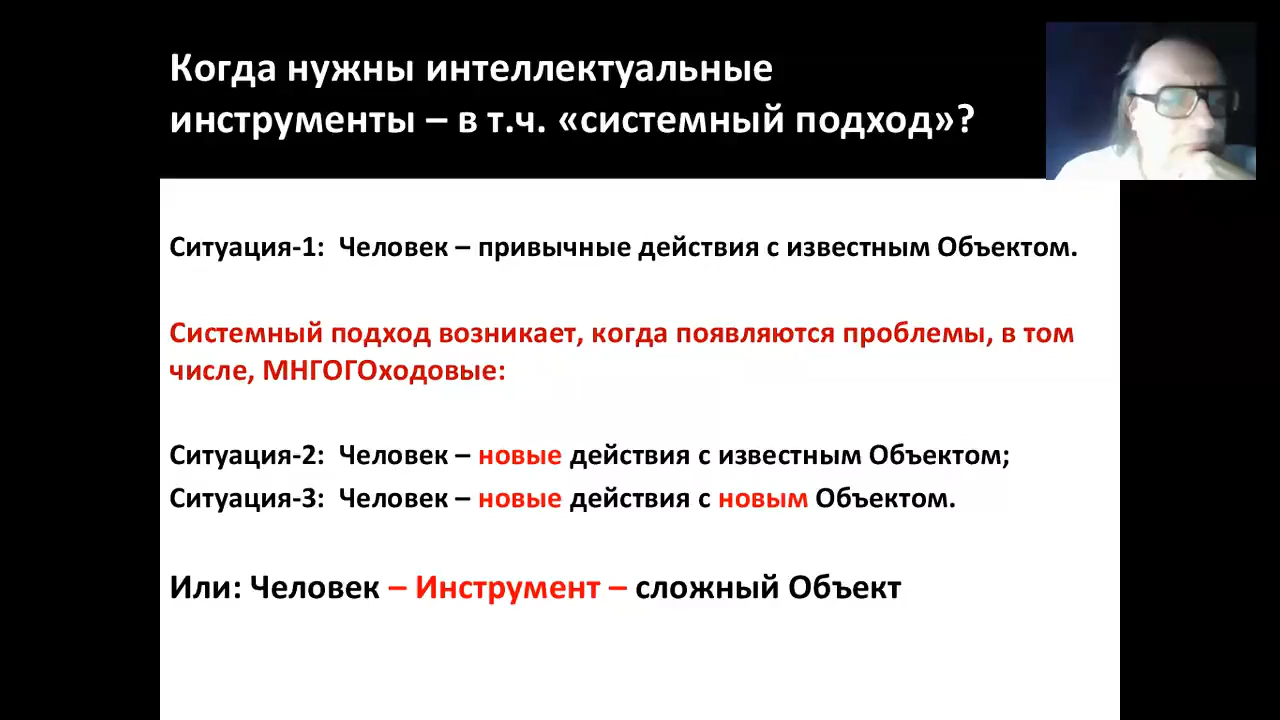 Когда нужны интеллектуальные
инструменты – в т.ч. «системный подход»?
Ситуация-1: Человек – привычные действия с известным Объектом.
Системный подход возникает, когда появляются проблемы, в том
числе, МНГОГОходовые:
Ситуация-2: Человек – новые действия с известным Объектом;
Ситуация-3: Человек – новые действия с новым Объектом.
Или: Человек – Инструмент – сложный Объект